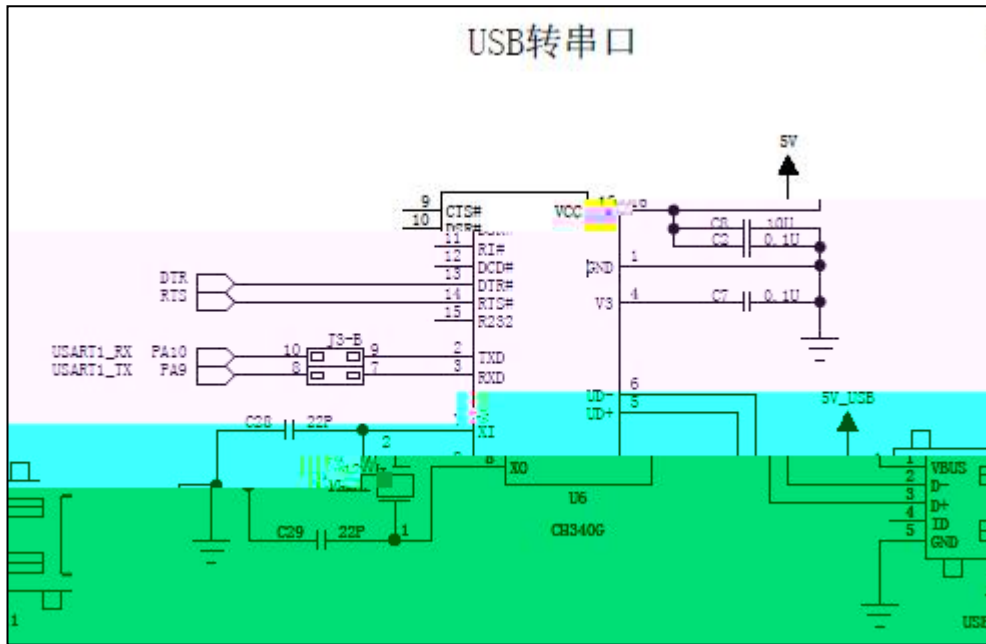 USB转串口
5V
9 CTS# VCC
10 DSR#
C8 10U
11 RI# C2 0.1U
12 DCD# GND 1
DTR 13 DTR#
RTS 14 RTS# V3 4 C7 0.1U
15 R232
J3-B
USART1_RX PA10 10 9 2 TXD
USART1_TX PA9 8 7 3 RXD
UD- 6
UD+ 5
5V_USB
C28 22P XI
2
XO
1 VBUS
2 D-
3 D+
4 ID
5 GND
U6
CH340G
C29 22P 1
1
USB